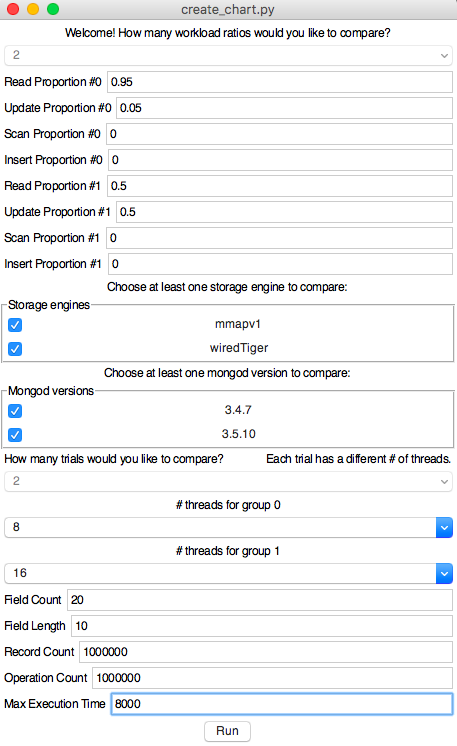 create_chart.py
Welcome! How many workload ratios would you like to compare?
2
Read Proportion #0 0.95
Update Proportion #0 0.05
Scan Proportion #0 0
Insert Proportion #0 0
Read Proportion #1 0.5
Update Proportion #1 0.5
Scan Proportion #1 0
Insert Proportion #1 0
Choose at least one storage engine to compare:
Storage engines
mmapv1
wiredTiger
Choose at least one mongod version to compare:
Mongod versions
3.4.7
3.5.10
How many trials would you like to compare? Each trial has a different # of threads.
2
# threads for group 0
8
# threads for group 1
16
Field Count 20
Field Length 10
Record Count 1000000
Operation Count 1000000
Max Execution Time 8000
Run